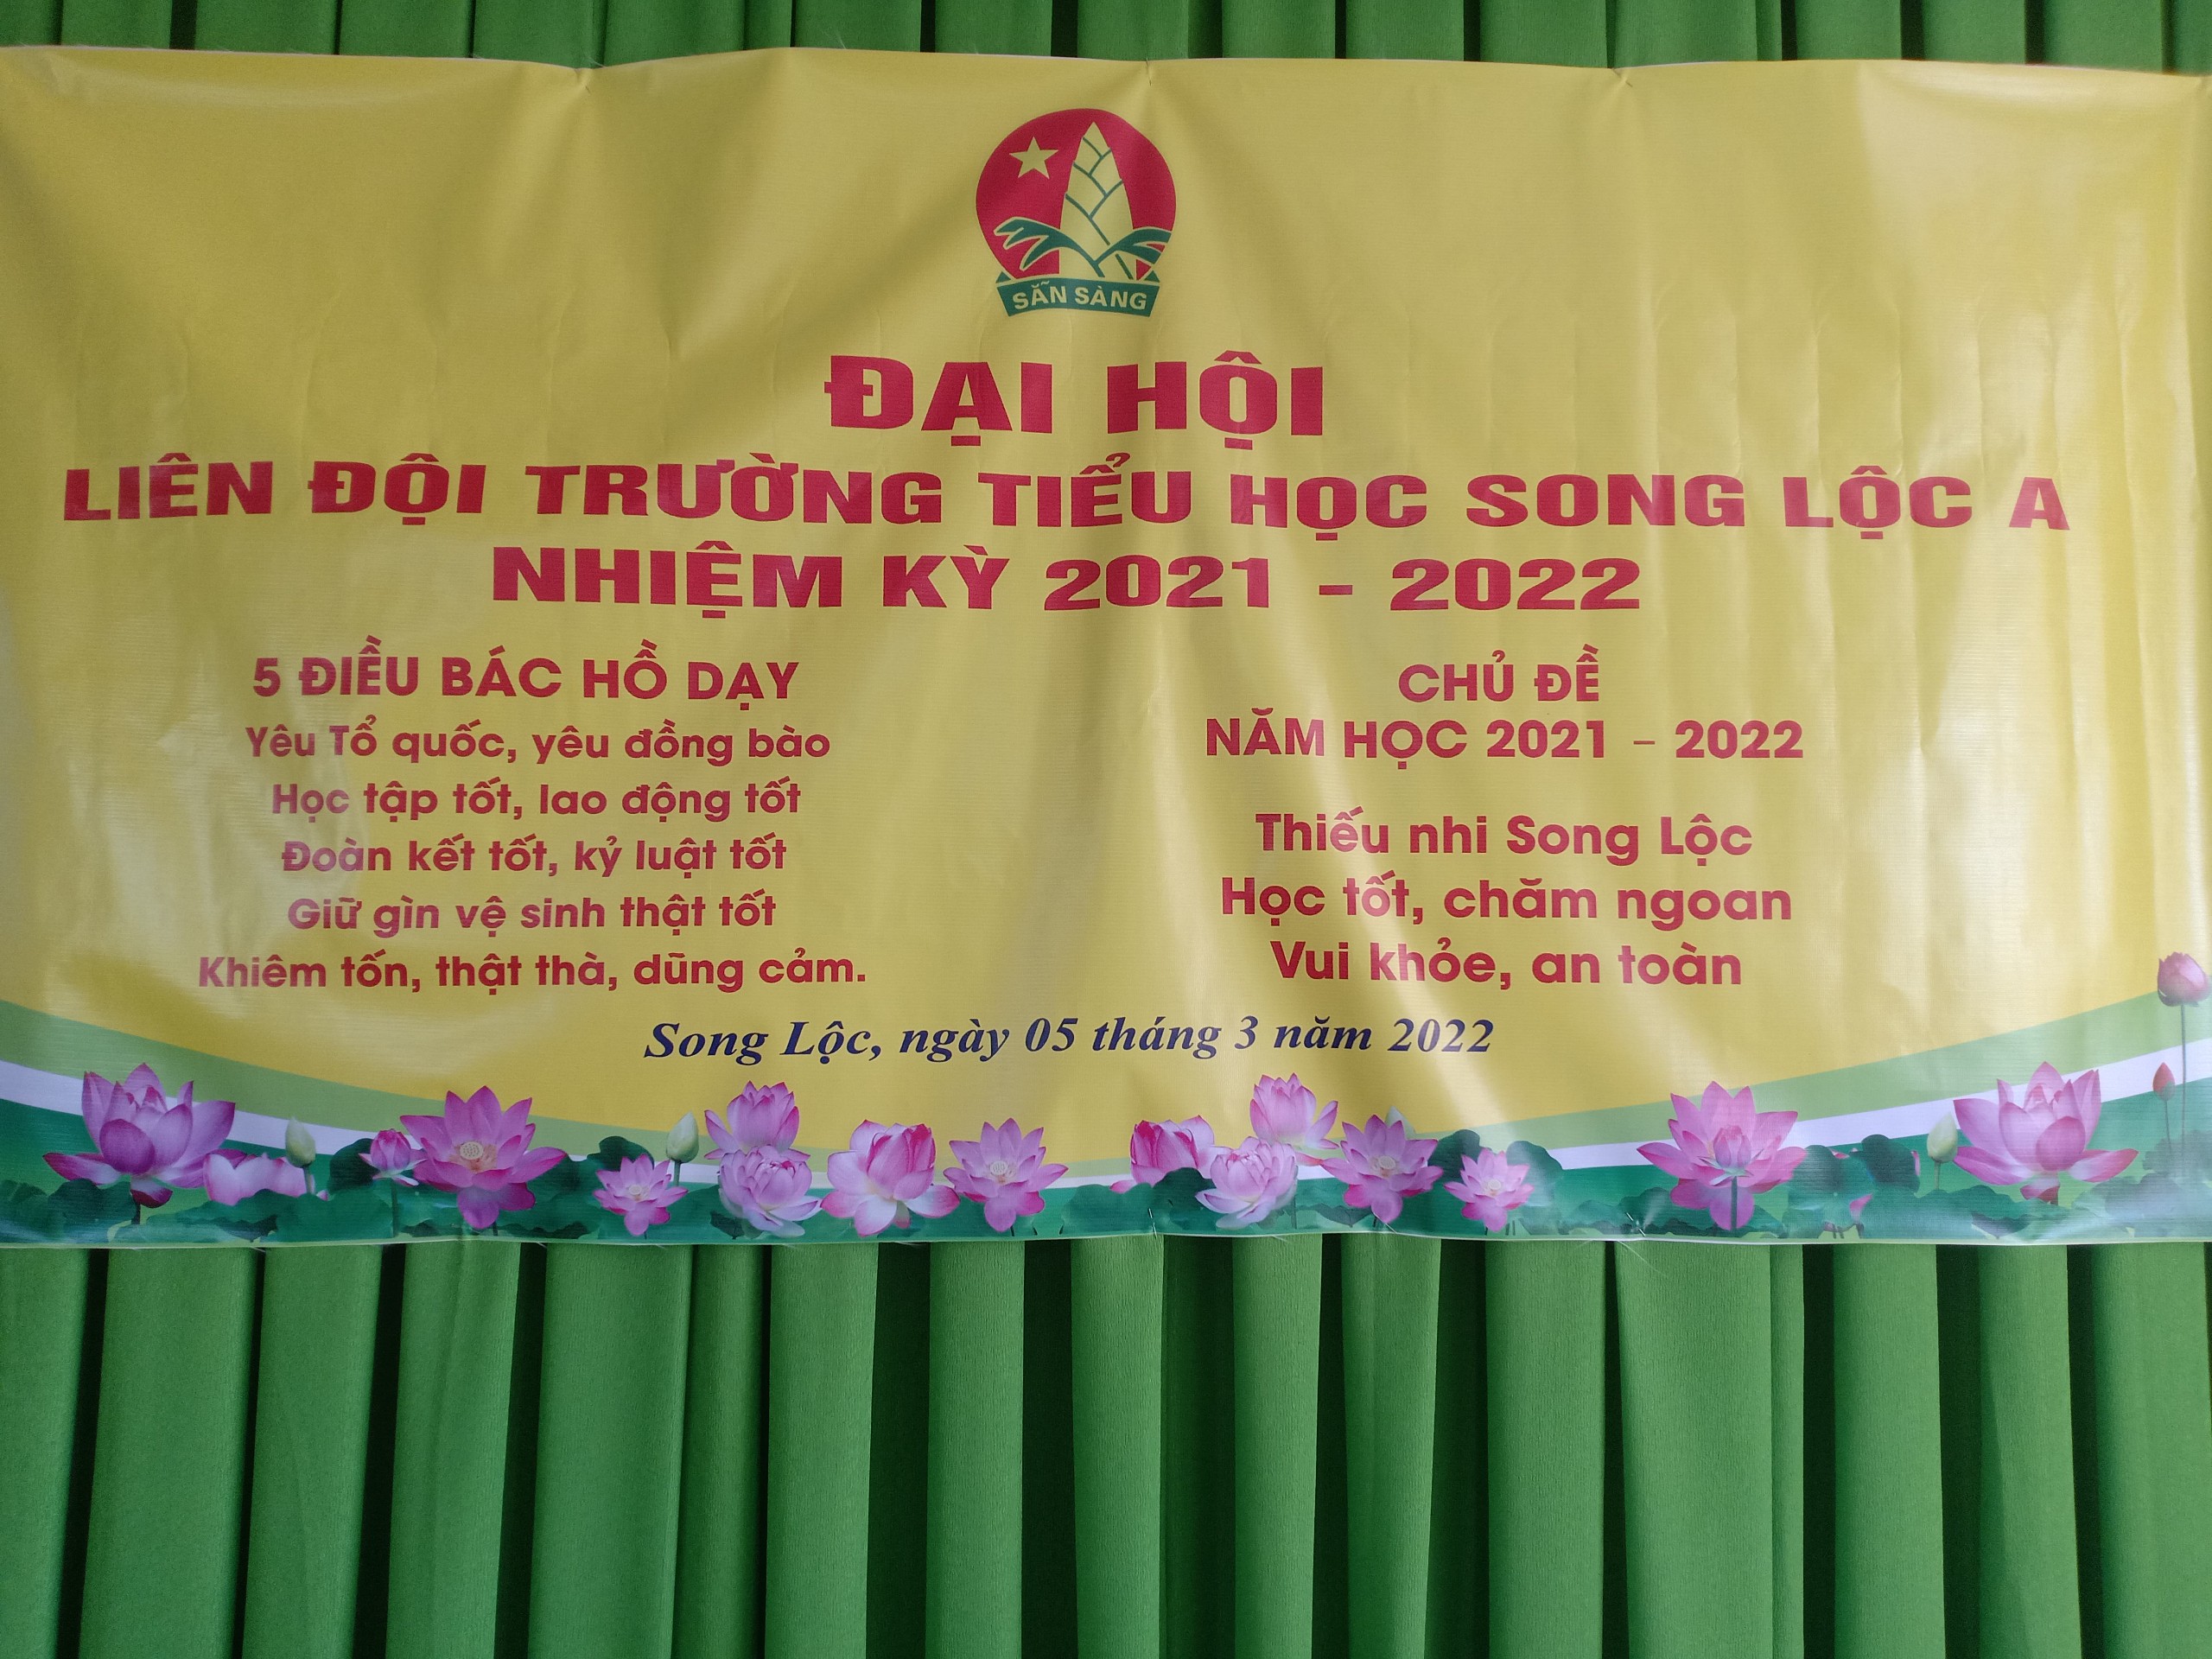 SẴN SÀNG
ĐẠI HỘI
LIÊN ĐỘI TRƯỜNG TIỂU HỌC SONG LỘC A
NHIỆM KỲ 2021 - 2022
5 ĐIỀU BÁC HỒ DẠY
Yêu Tổ quốc, yêu đồng bào
Học tập tốt, lao động tốt
Đoàn kết tốt, kỷ luật tốt
Giữ gìn vệ sinh thật tốt
Khiêm tốn, thật thà, dũng cảm.
CHỦ ĐỀ
NĂM HỌC 2021 – 2022
Thiếu nhi Song Lộc
Học tốt, chăm ngoan
Vui khỏe, an toàn
Song Lộc, ngày 05 tháng 3 năm 2022